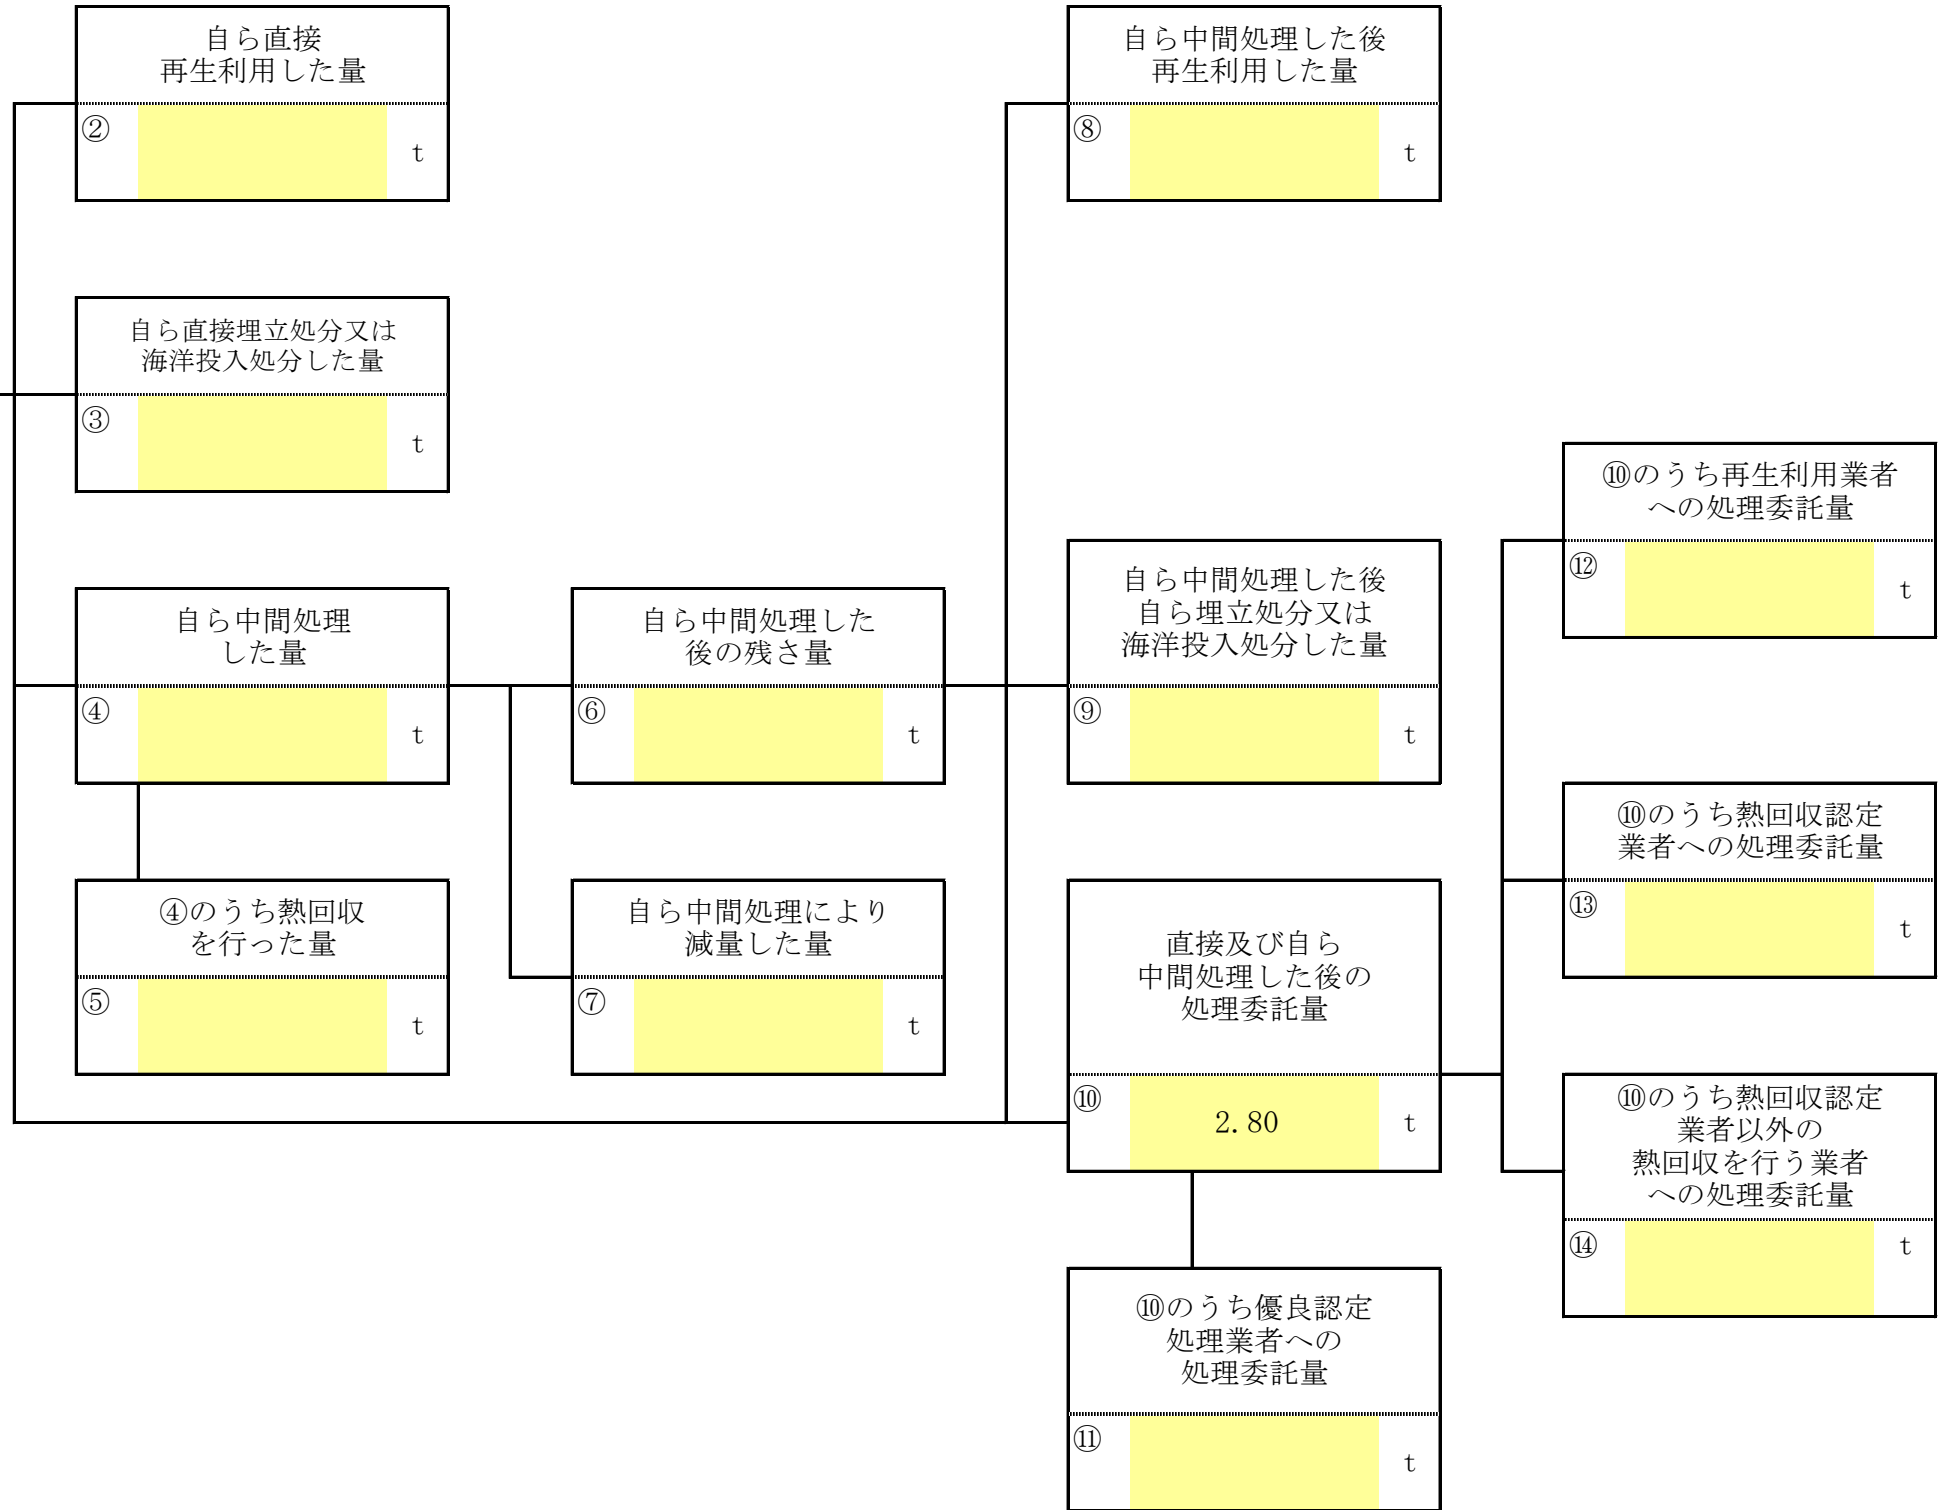 自ら直接
再生利用した量
②
t
自ら中間処理した後
再生利用した量
⑧
t
自ら直接埋立処分又は
海洋投入処分した量
③
t
⑩のうち再生利用業者
への処理委託量
⑫
t
自ら中間処理
した量
④
t
自ら中間処理した
後の残さ量
⑥
t
自ら中間処理した後
自ら埋立処分又は
海洋投入処分した量
⑨
t
⑩のうち熱回収認定
業者への処理委託量
⑬
t
④のうち熱回収
を行った量
⑤
t
自ら中間処理により
減量した量
⑦
t
直接及び自ら
中間処理した後の
処理委託量
⑩
2.80
t
⑩のうち熱回収認定
業者以外の
熱回収を行う業者
への処理委託量
⑭
t
⑩のうち優良認定
処理業者への
処理委託量
⑪
t